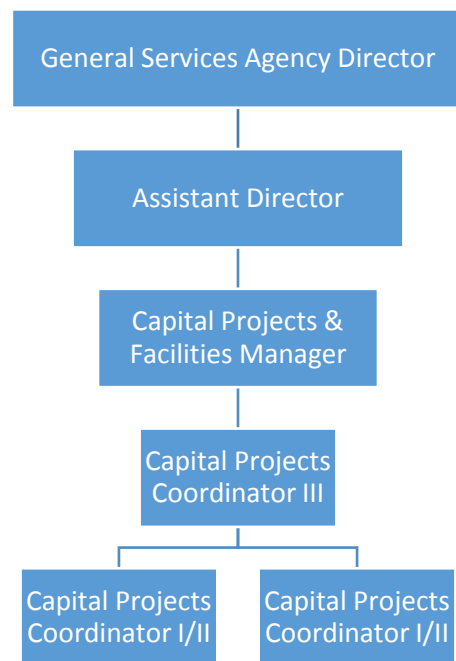 General Services Agency Director
Assistant Director
Capital Projects &
Facilities Manager
Capital Projects
Coordinator III
Capital Projects
Coordinator I/II
Capital Projects
Coordinator I/II